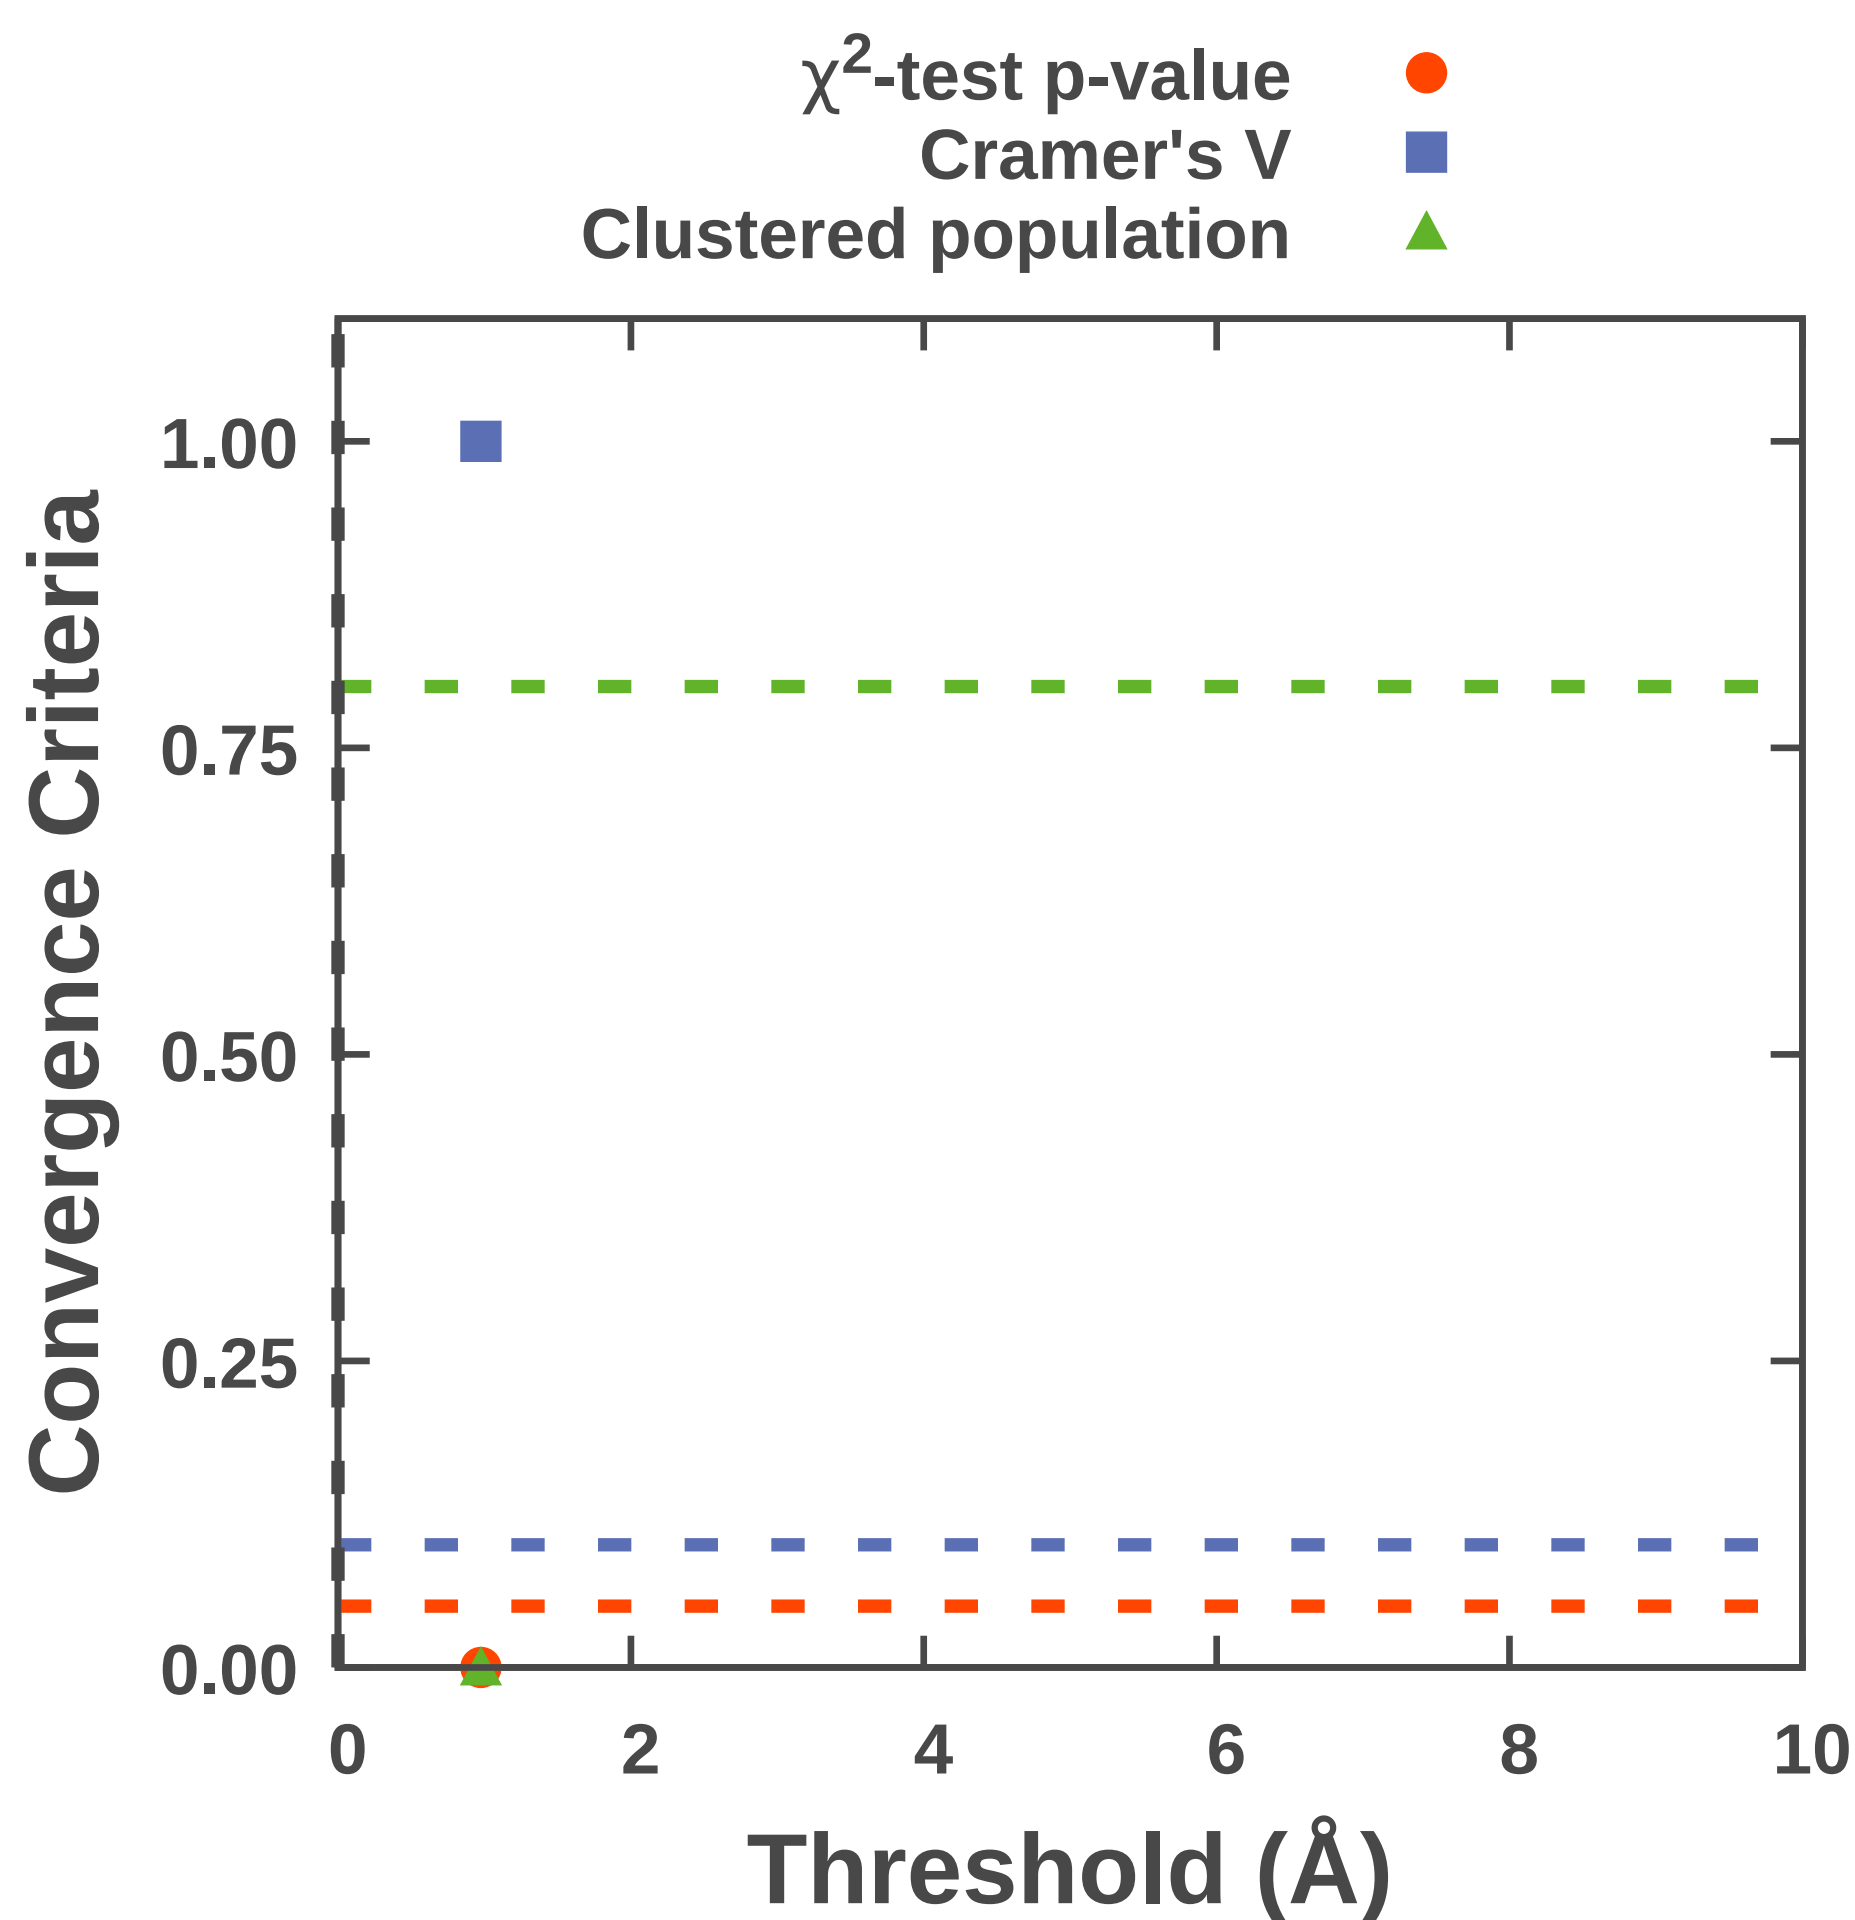 χ²-test p-value
Cramer's V
Clustered population
1.00
0.75
0.50
0.25
0.00
Convergence Criteria
0 2 4 6 8 10
Threshold (Å)